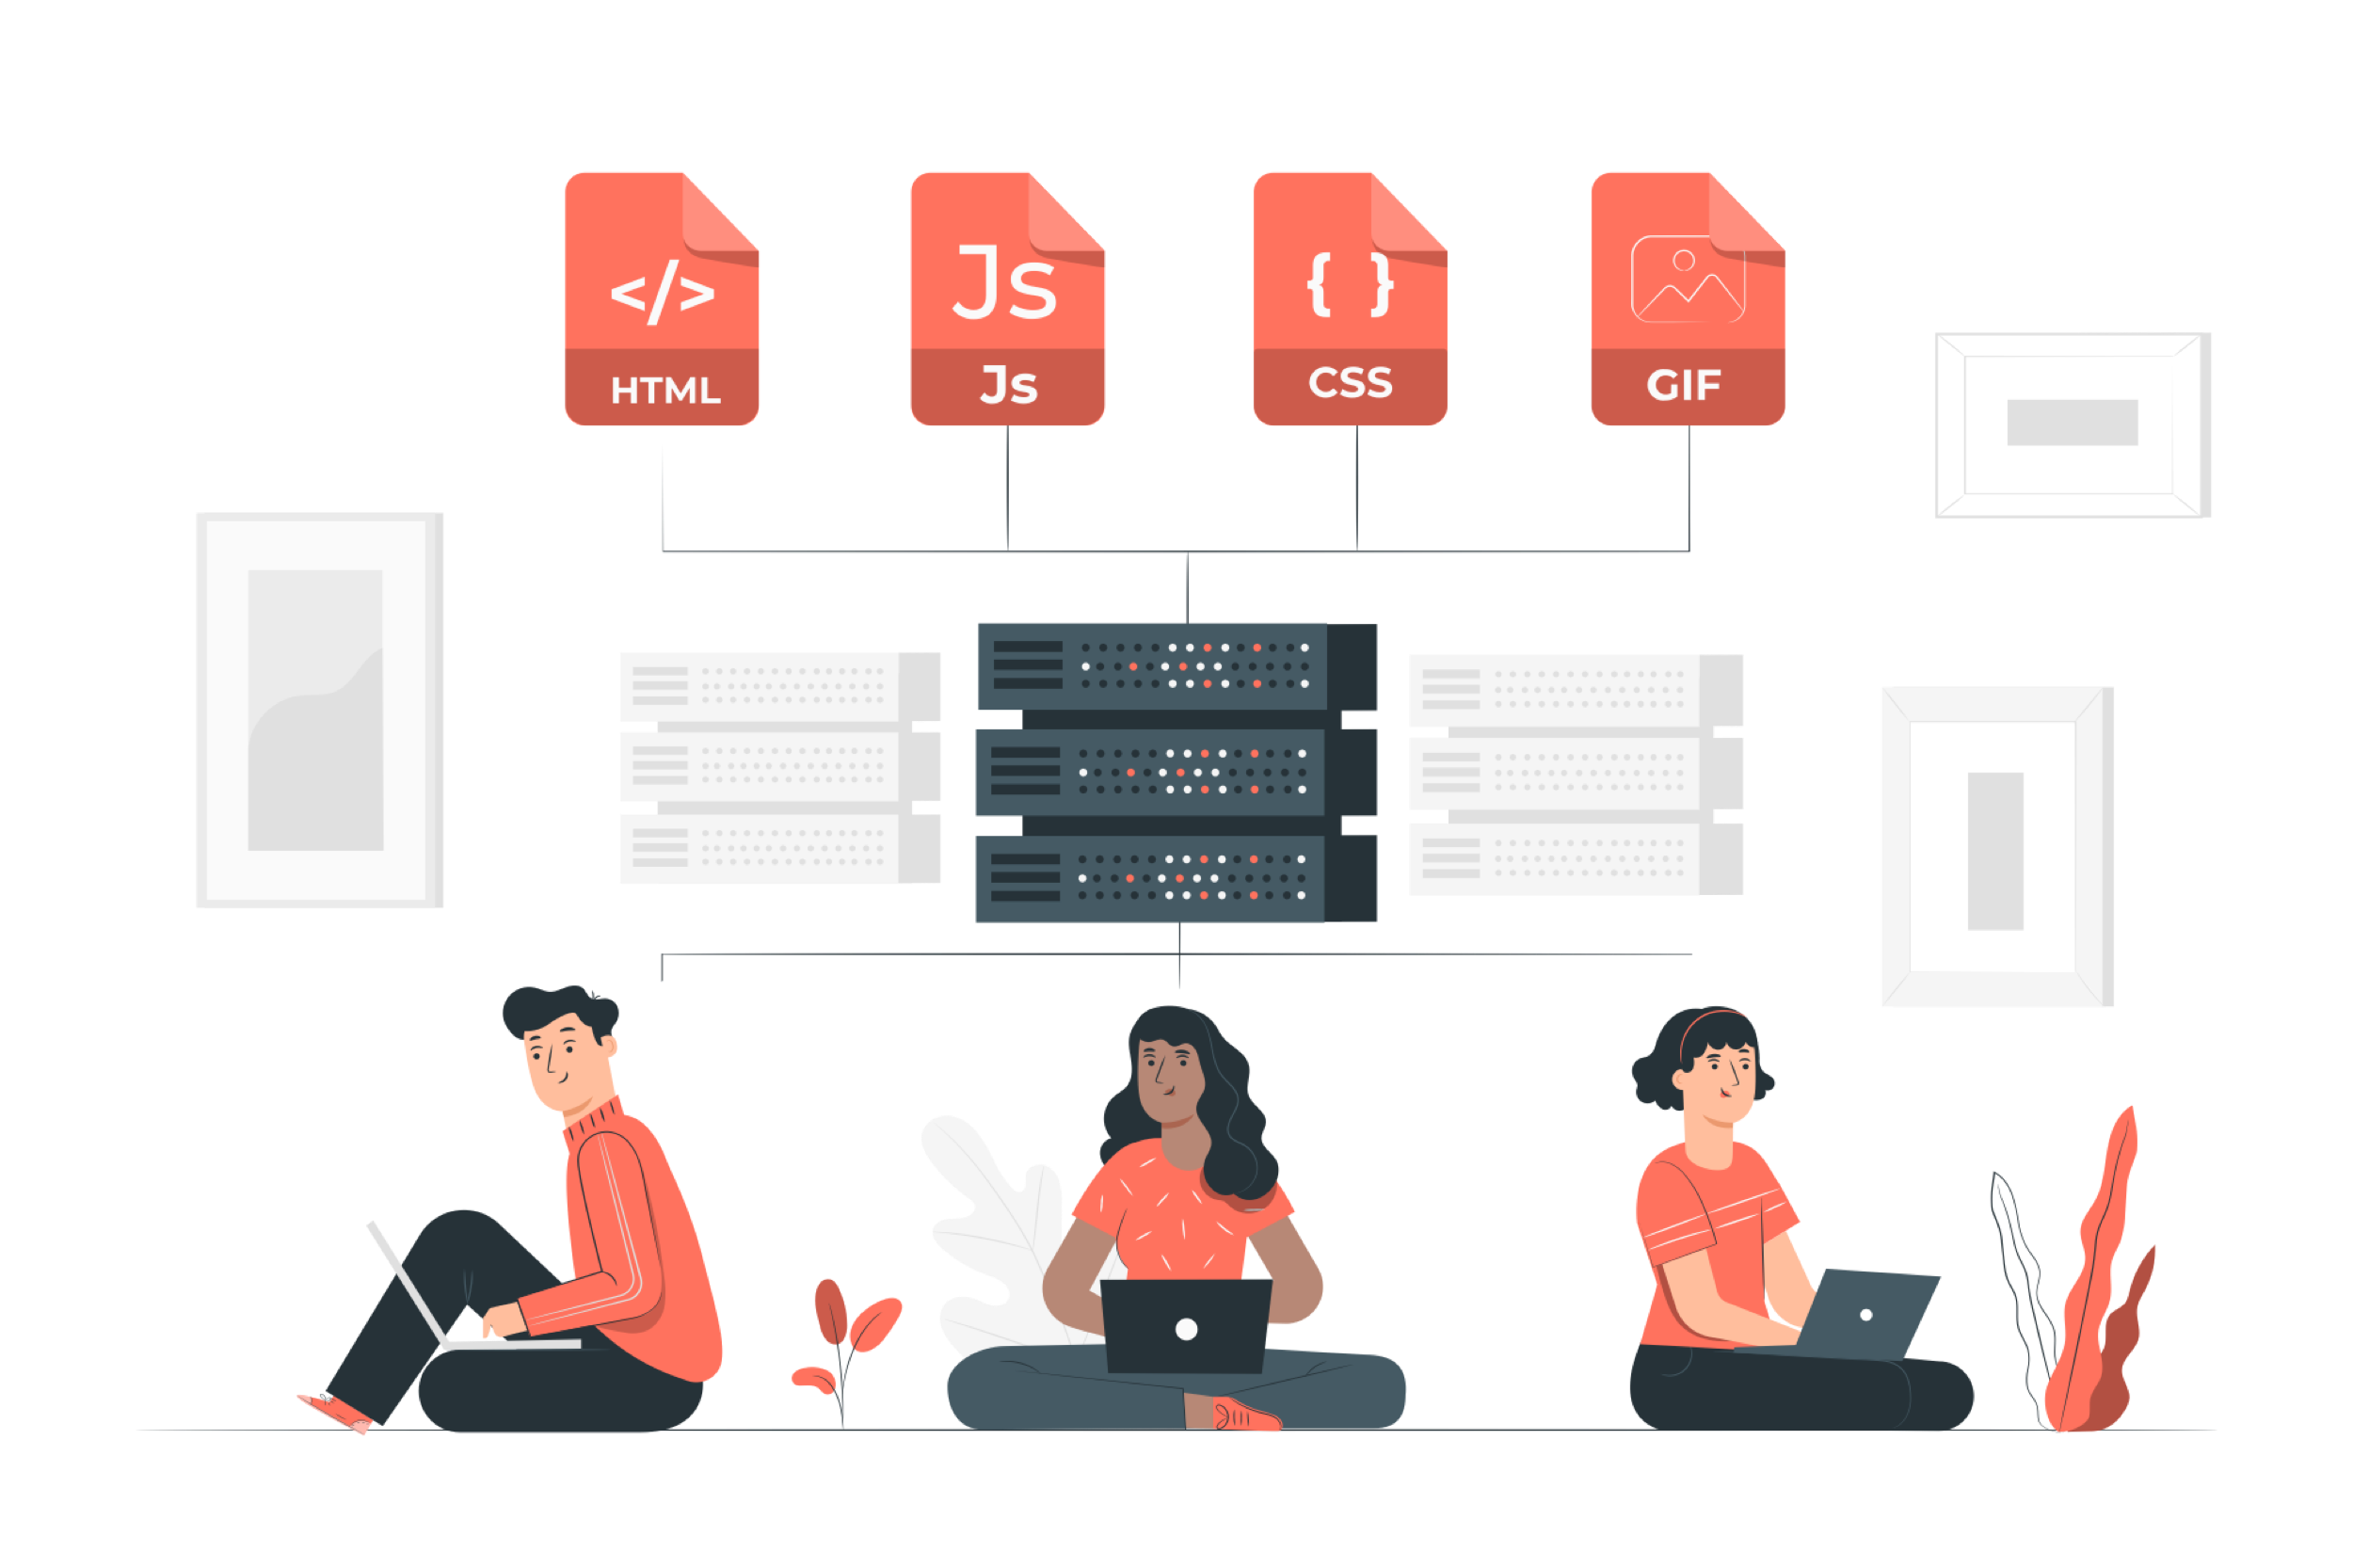 </>
HTML
Js
Js
{ }
CSS
GIF